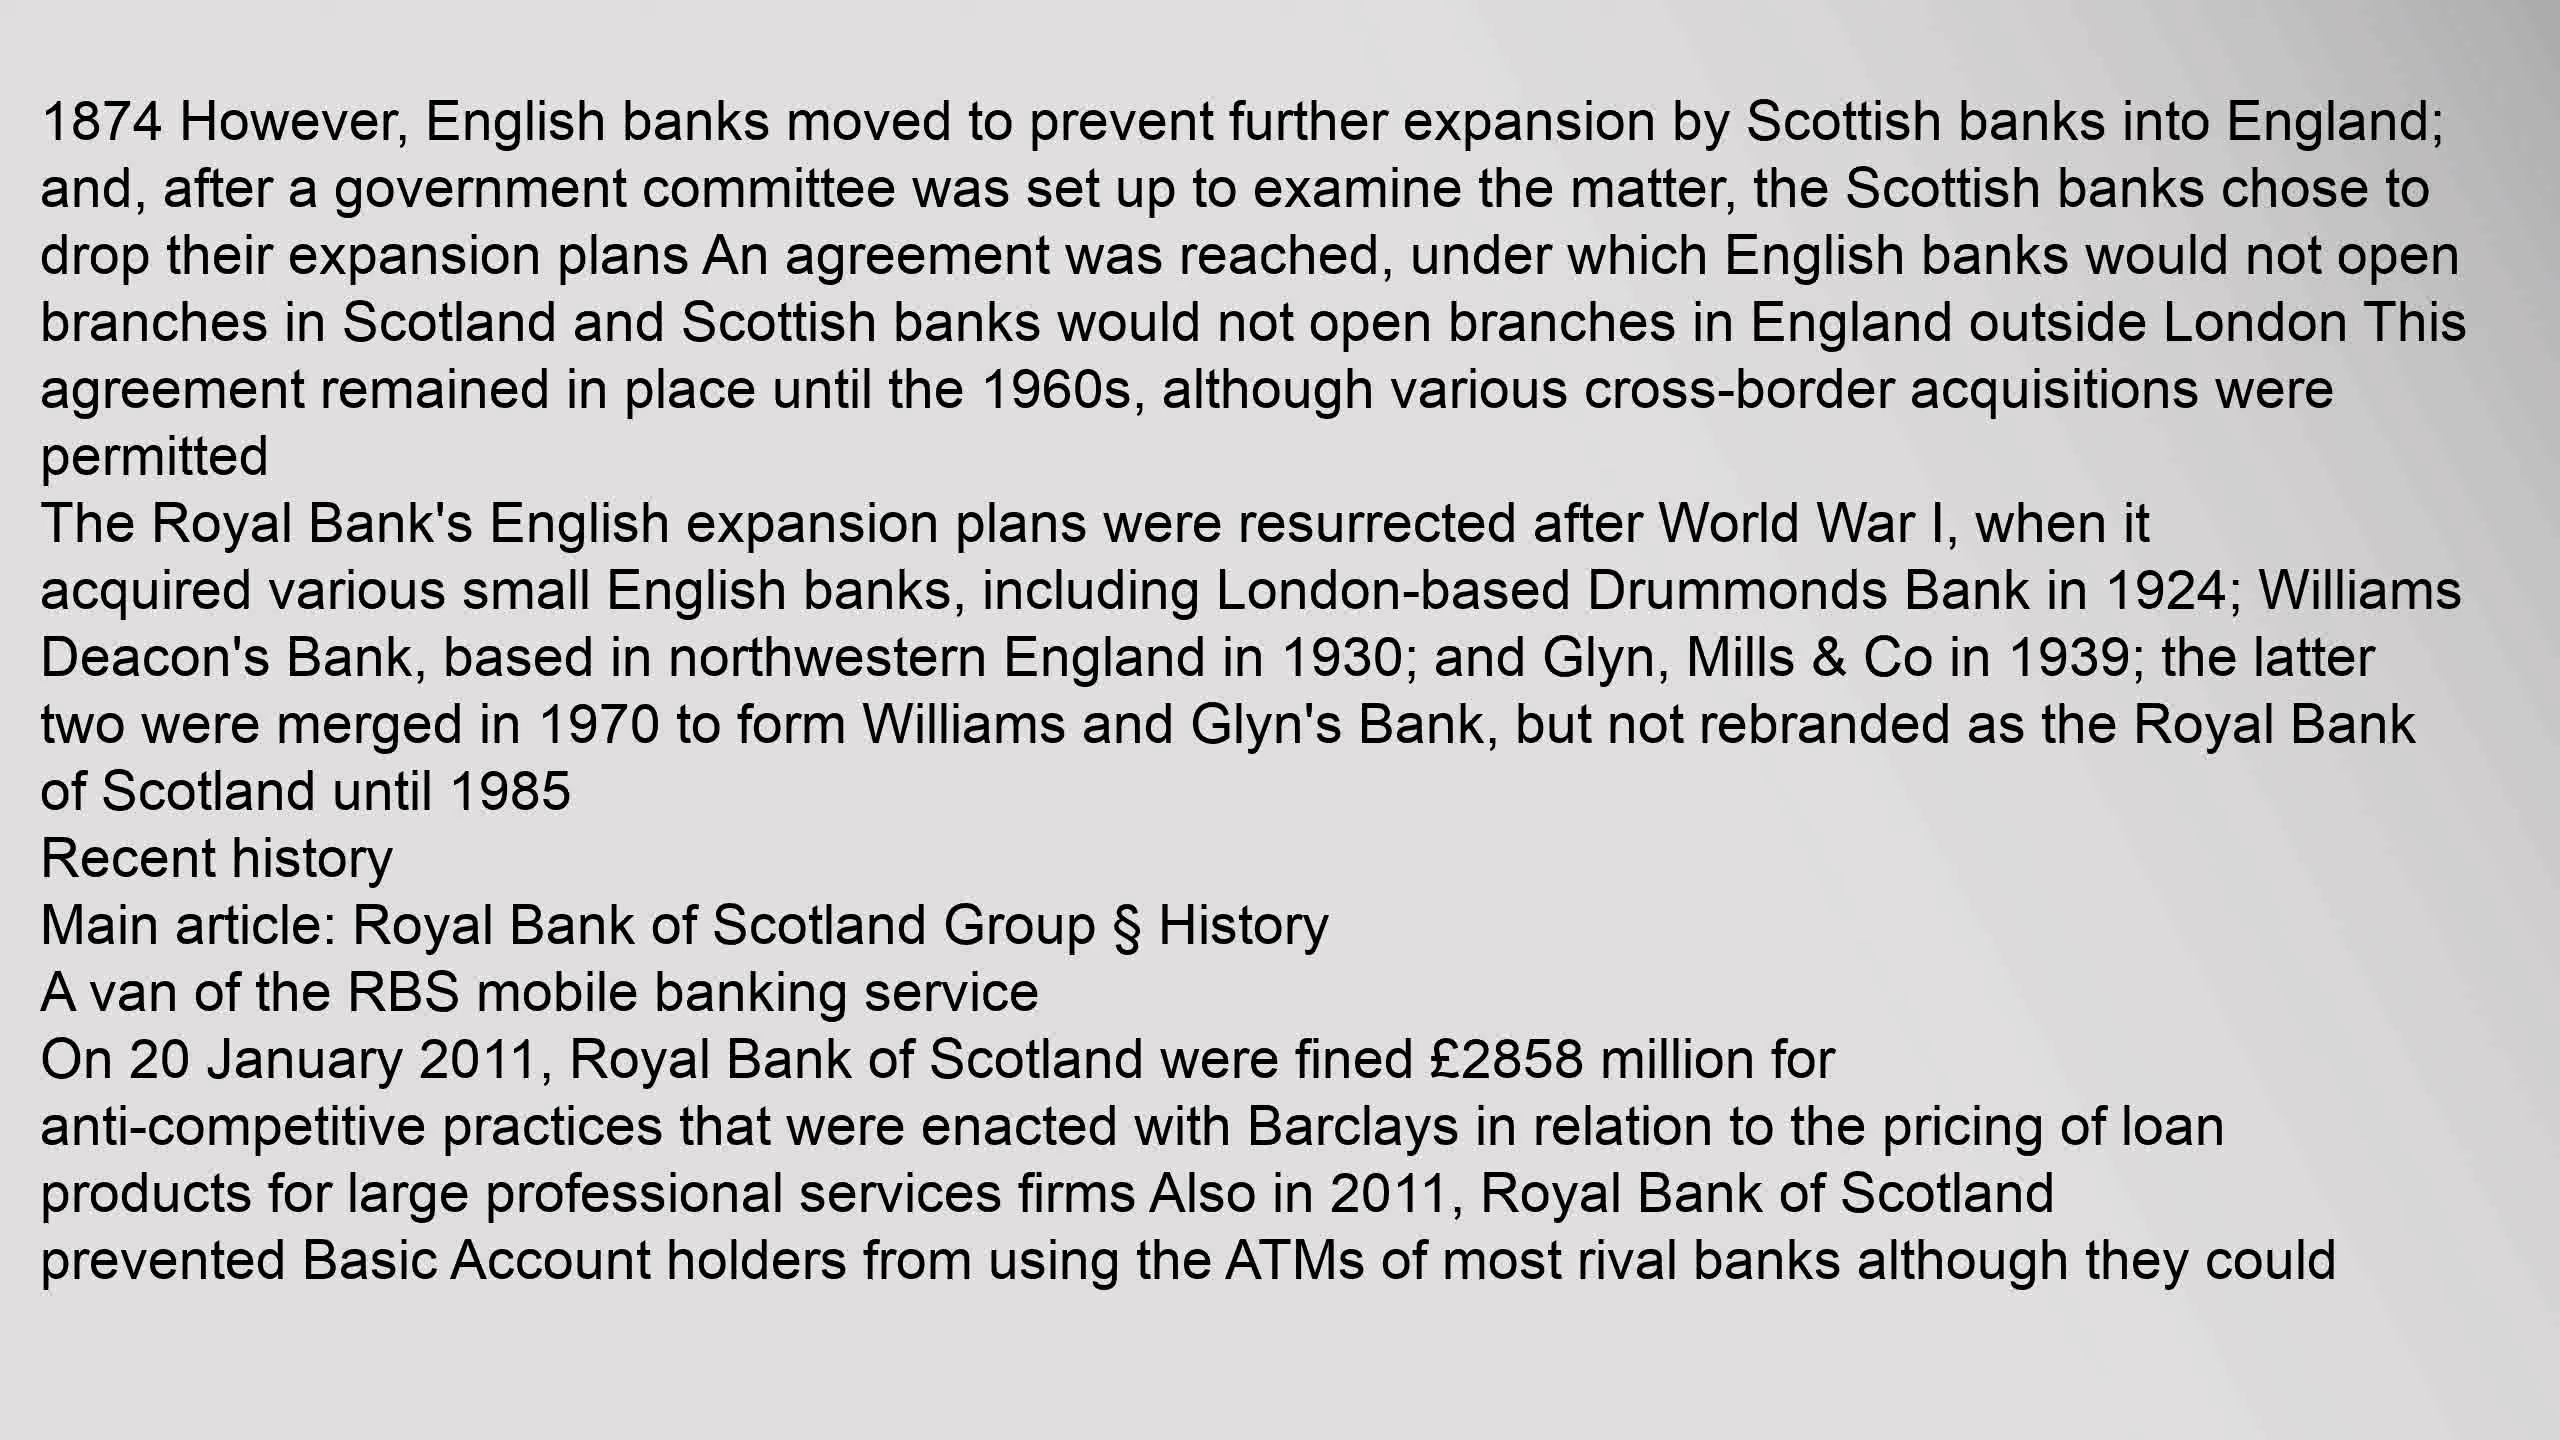 1874 However, English banks moved to prevent further expansion by Scottish banks into England;
and, after a government committee was set up to examine the matter, the Scottish banks chose to
drop their expansion plans An agreement was reached, under which English banks would not open
branches in Scotland and Scottish banks would not open branches in England outside London This
agreement remained in place until the 1960s, although various cross-border acquisitions were
permitted
The Royal Bank's English expansion plans were resurrected after World War I, when it
acquired various small English banks, including London-based Drummonds Bank in 1924; Williams
Deacon's Bank, based in northwestern England in 1930; and Glyn, Mills & Co in 1939; the latter
two were merged in 1970 to form Williams and Glyn's Bank, but not rebranded as the Royal Bank
of Scotland until 1985
Recent history
Main article: Royal Bank of Scotland Group § History
A van of the RBS mobile banking service
On 20 January 2011, Royal Bank of Scotland were fined £2858 million for
anti-competitive practices that were enacted with Barclays in relation to the pricing of loan
products for large professional services firms Also in 2011, Royal Bank of Scotland
prevented Basic Account holders from using the ATMs of most rival banks although they could